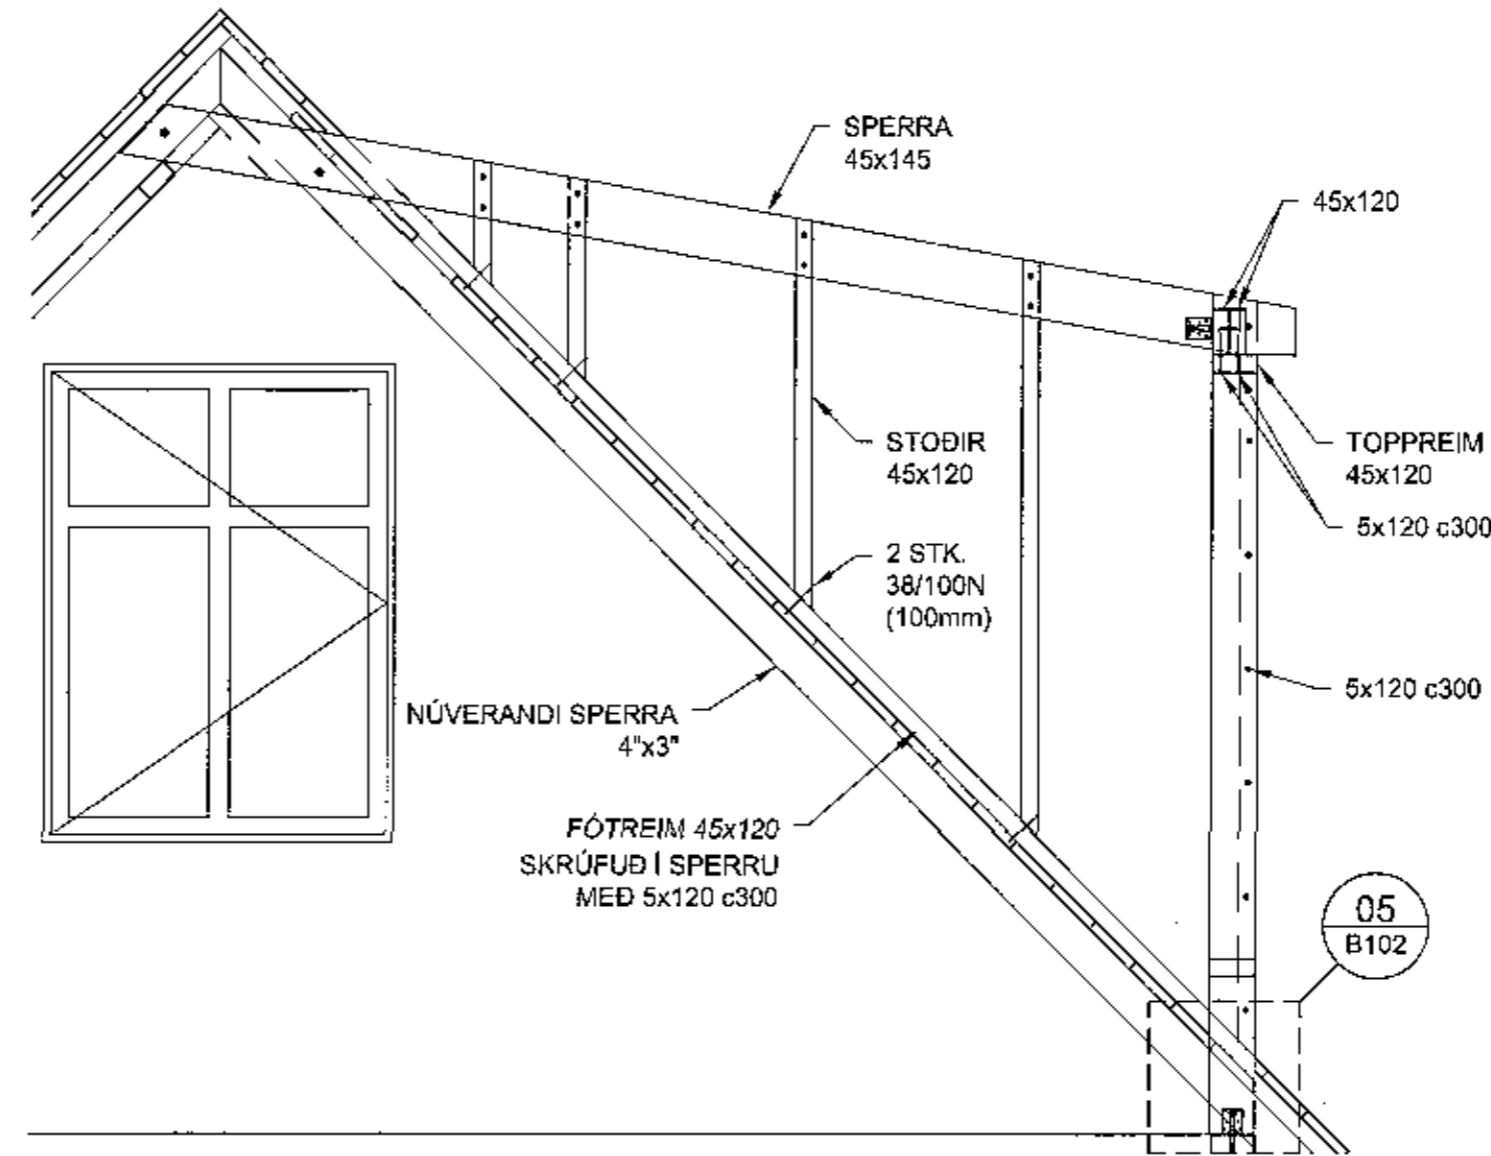 SPERRA
45x145
45x120
STOÐIR
45x120
TOPPREIM
45x120
5x120 c300
2 STK.
38/100N
(100mm)
5x120 c300
NÚVERANDI SPERRA
4"x3"
FÓTREIM 45x120
SKRÚFUÐ Í SPERRU
MEÐ 5x120 c300
05
B102